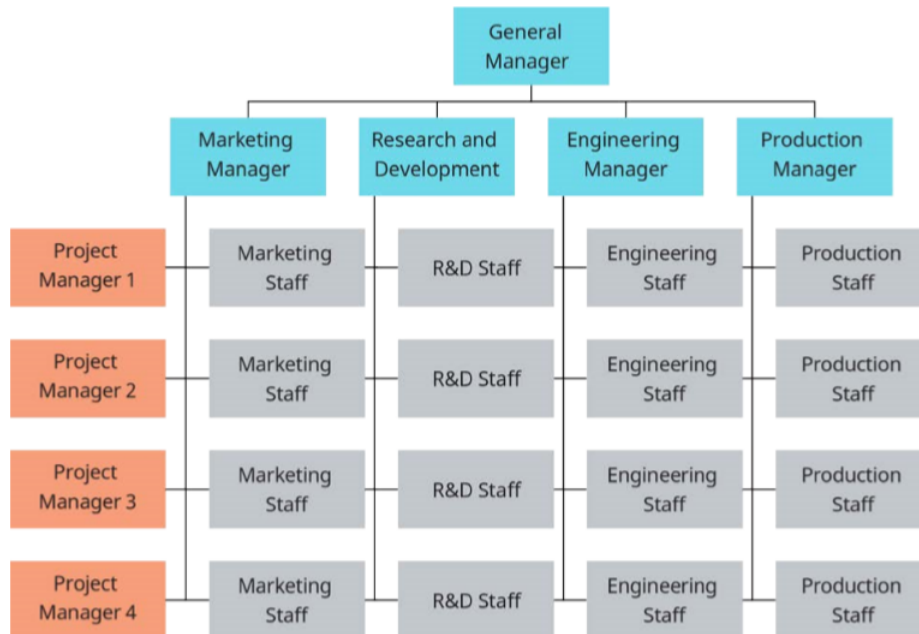 General
Manager
Marketing
Manager
Research and
Development
Engineering
Manager
Production
Manager
Project
Manager 1
Marketing
Staff
R&D Staff
Engineering
Staff
Production
Staff
Project
Manager 2
Marketing
Staff
R&D Staff
Engineering
Staff
Production
Staff
Project
Manager 3
Marketing
Staff
R&D Staff
Engineering
Staff
Production
Staff
Project
Manager 4
Marketing
Staff
R&D Staff
Engineering
Staff
Production
Staff